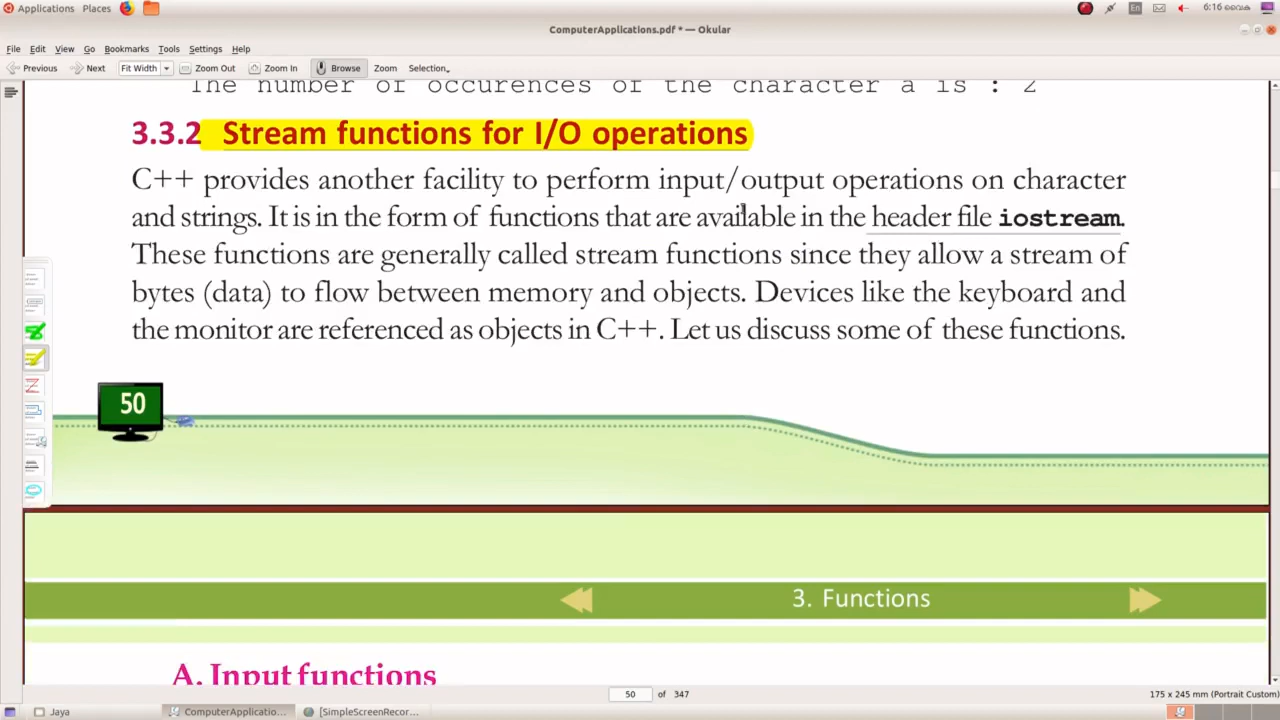 Applications Places En 6:16 വൈകു
ComputerApplications.pdf * — Okular
File Edit View Go Bookmarks Tools Settings Help
Previous Next Fit Width Zoom Out Zoom In Browse Zoom Selection
The number of occurences of the character a is : 2
3.3.2 Stream functions for I/O operations
C++ provides another facility to perform input/output operations on character
and strings. It is in the form of functions that are available in the header file iostream.
These functions are generally called stream functions since they allow a stream of
bytes (data) to flow between memory and objects. Devices like the keyboard and
the monitor are referenced as objects in C++. Let us discuss some of these functions.
50
3. Functions
A. Input functions
50 of 347 175 x 245 mm (Portrait Custom)
Jaya ComputerApplicatio... [SimpleScreenRecor...